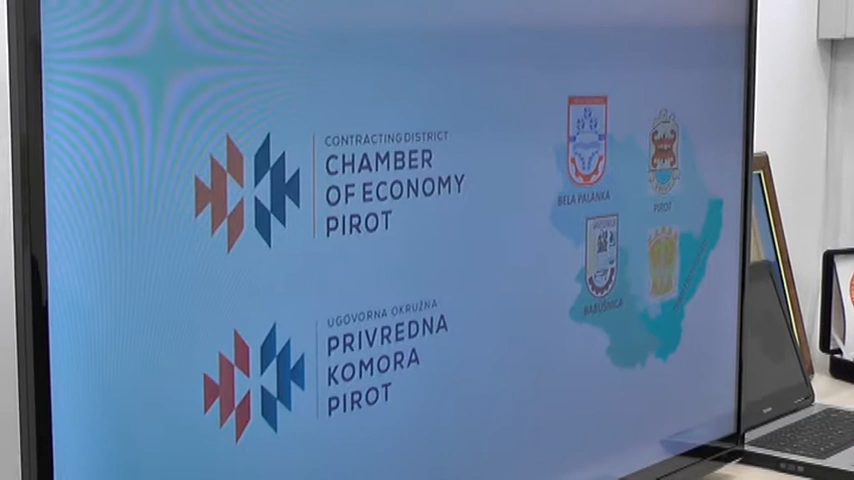 CONTRACTING DISTRICT
CHAMBER
OF ECONOMY
PIROT
UGOVORNA OKRUŽNA
PRIVREDNA
KOMORA
PIROT
BELA PALANKA
PIROT
BABUŠNICA